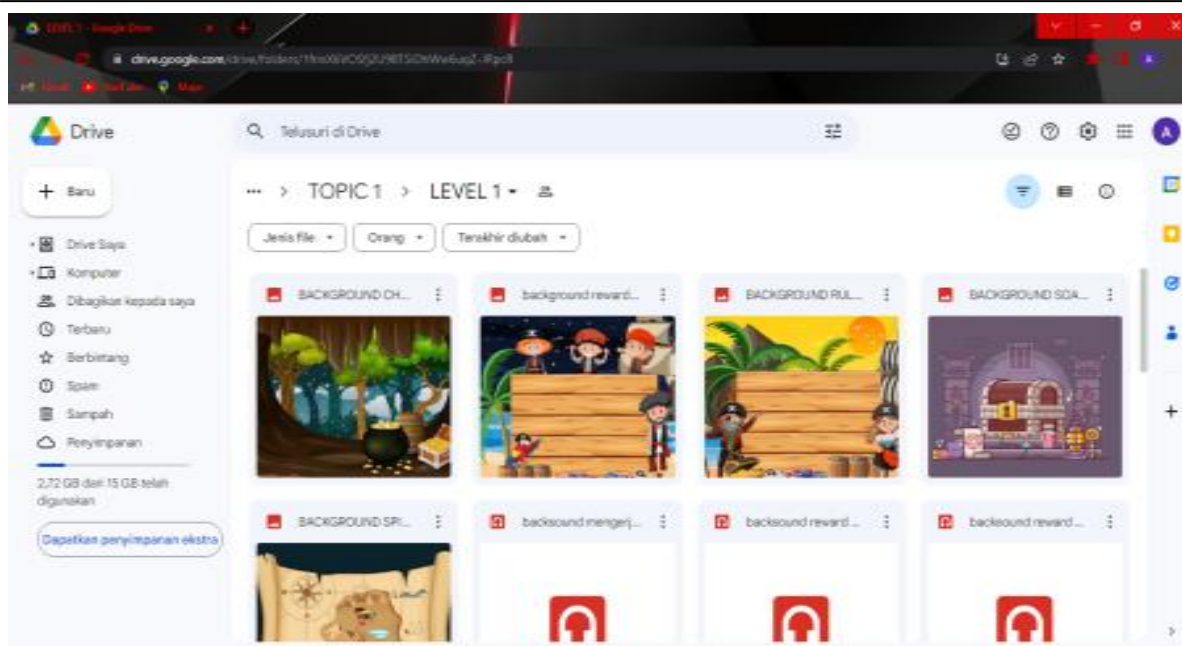 LEVEL 1 - Google Drive
drive.google.com
YouTube
Maps
Drive
Telusuri di Drive
Baru
TOPIC 1 > LEVEL 1
Jenis file
Orang
Terakhir diubah
Drive Saya
Komputer
Dibagikan kepada saya
Terbaru
Berbintang
Spam
Sampah
Penyimpanan
2,72 GB dari 15 GB telah
digunakan
Dapatkan penyimpanan ekstra
A
BACKGROUND CH...
background reward...
BACKGROUND RUL...
BACKGROUND SOA...
BACKGROUND SPI...
backsound mengerj...
backsound reward ...
backsound reward ...